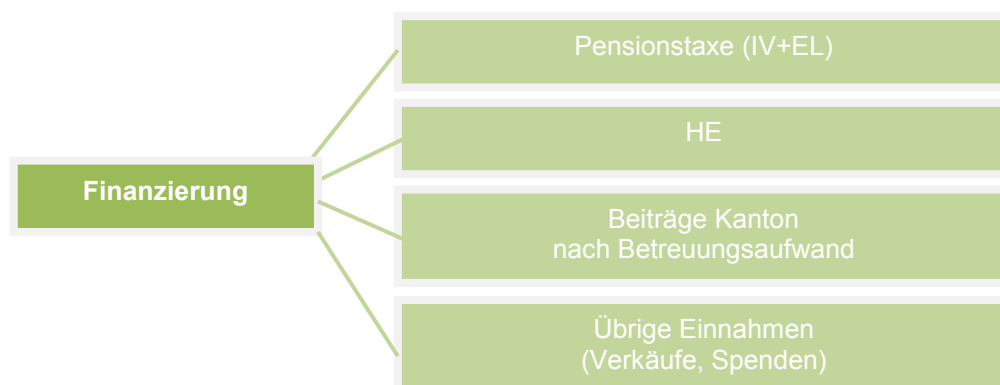 Pensionstaxe (IV+EL)
HE
Finanzierung
Beiträge Kanton
nach Betreuungsaufwand
Übrige Einnahmen
(Verkäufe, Spenden)